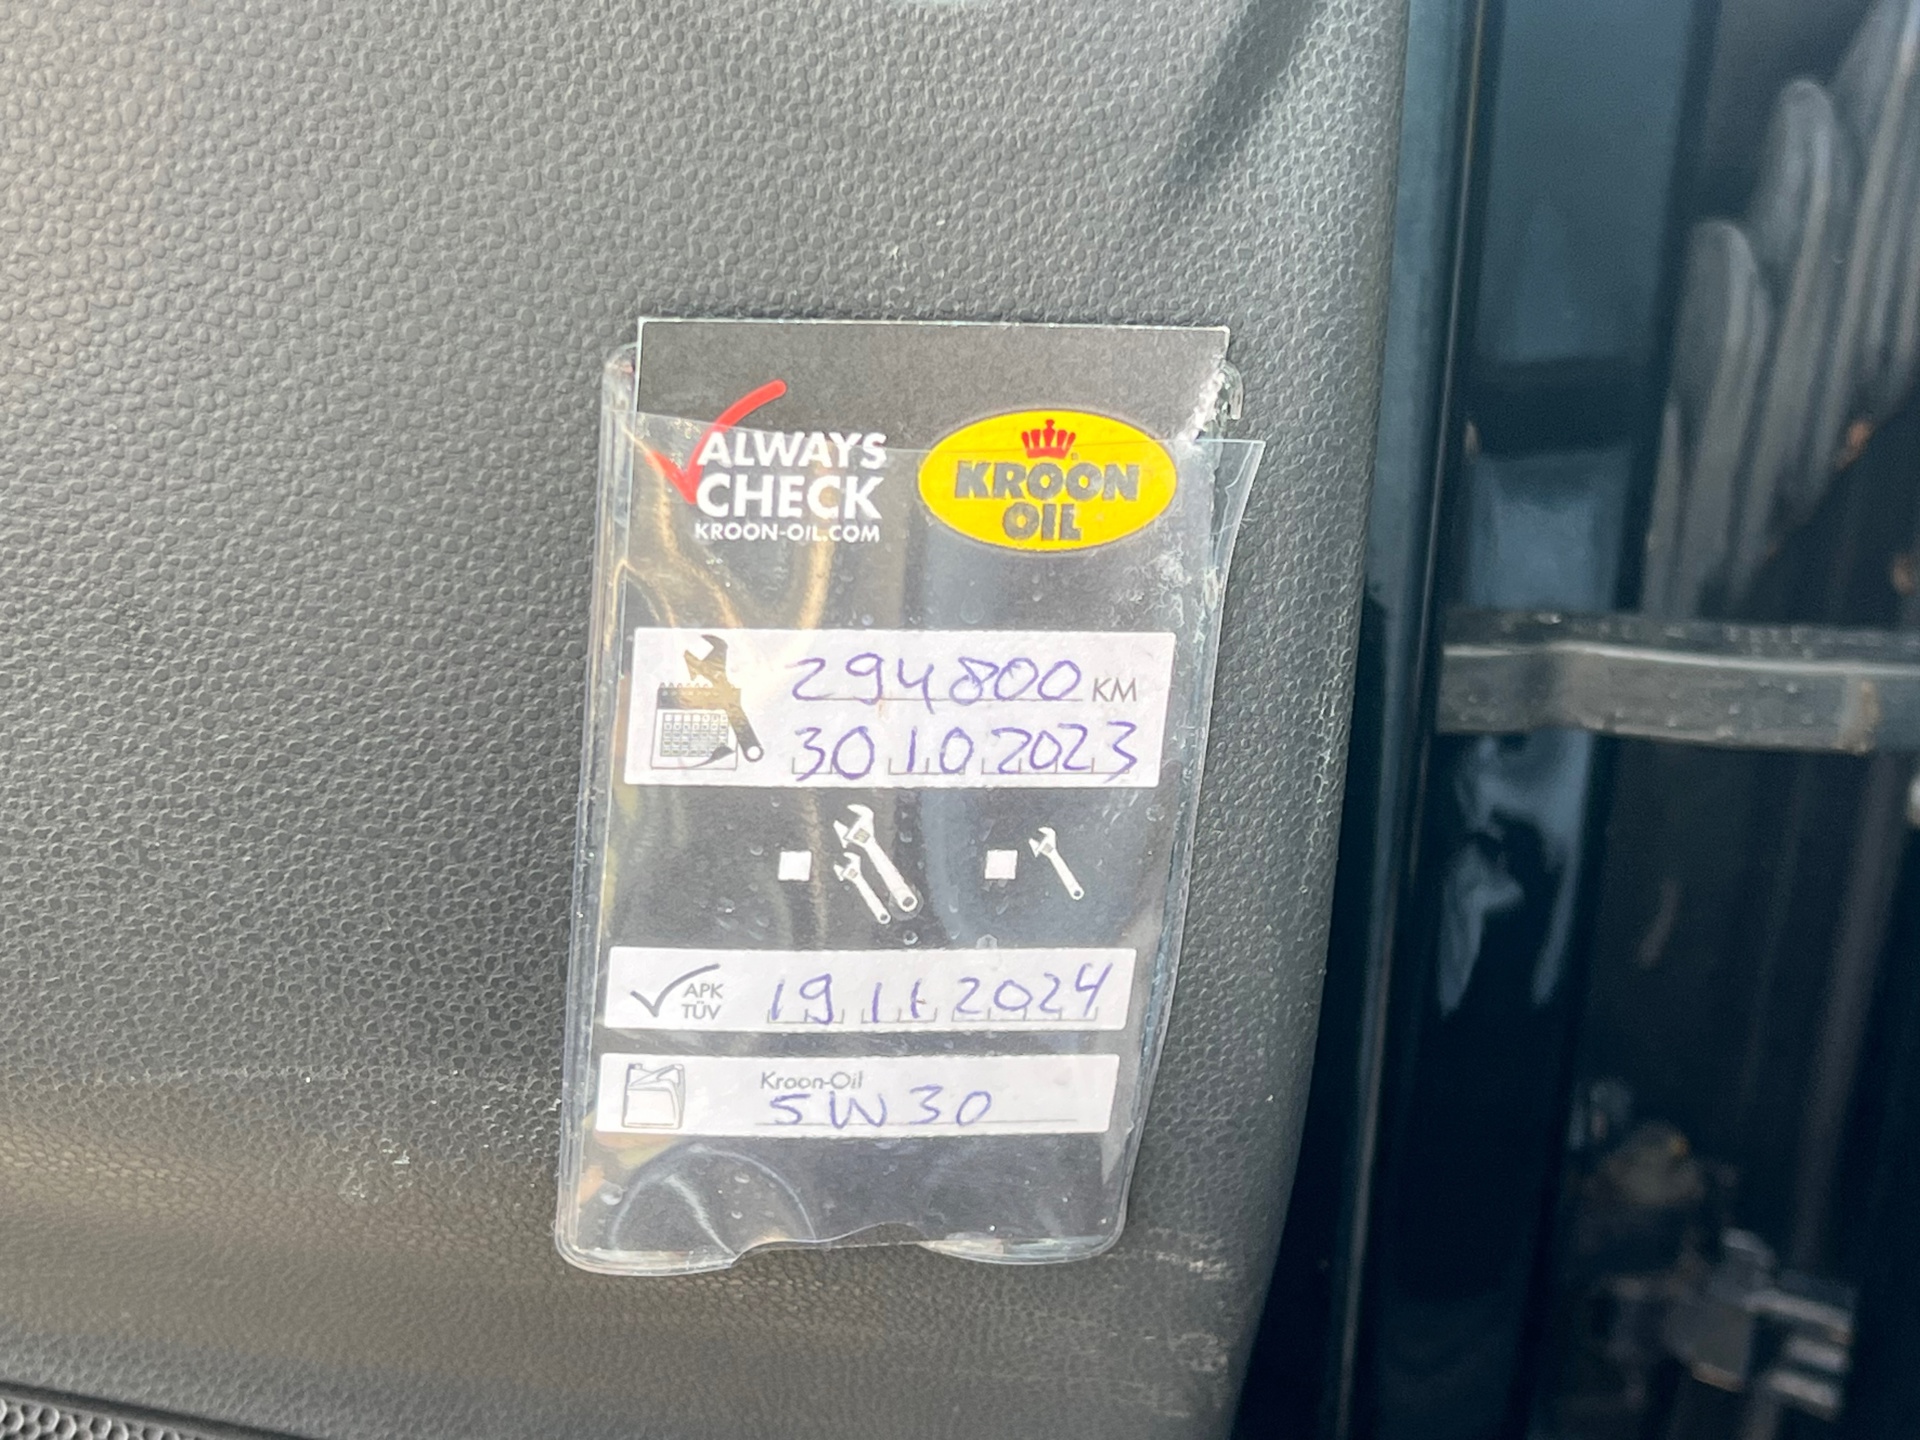 ALWAYS
CHECK
KROON-OIL.COM
KROON
OIL
294800 KM
30 10 2023
APK
TÜV
19 11 2024
Kroon-Oil
5W30